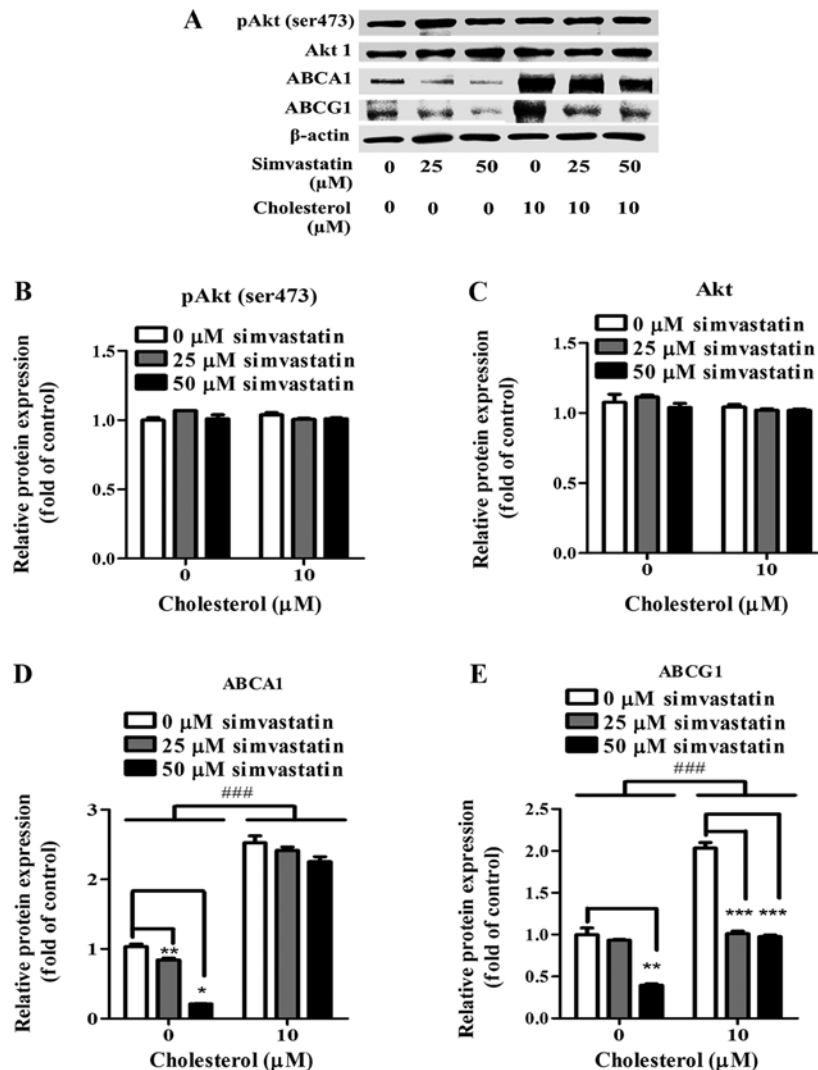 A
pAkt (ser473)
Akt 1
ABCA1
ABCG1
β-actin
Simvastatin (μM) 0 25 50 0 25 50
Cholesterol (μM) 0 0 0 10 10 10
B
pAkt (ser473)
0 μM simvastatin
25 μM simvastatin
50 μM simvastatin
Relative protein expression
(fold of control)
1.5
1.0
0.5
0.0
0 10
Cholesterol (μM)
C
Akt
0 μM simvastatin
25 μM simvastatin
50 μM simvastatin
Relative protein expression
(fold of control)
1.5
1.0
0.5
0.0
0 10
Cholesterol (μM)
D
ABCA1
0 μM simvastatin
25 μM simvastatin
50 μM simvastatin
###
Relative protein expression
(fold of control)
3
2
1
0
**
*
0 10
Cholesterol (μM)
E
ABCG1
0 μM simvastatin
25 μM simvastatin
50 μM simvastatin
###
Relative protein expression
(fold of control)
2.5
2.0
1.5
1.0
0.5
0.0
*** ***
**
0 10
Cholesterol (μM)